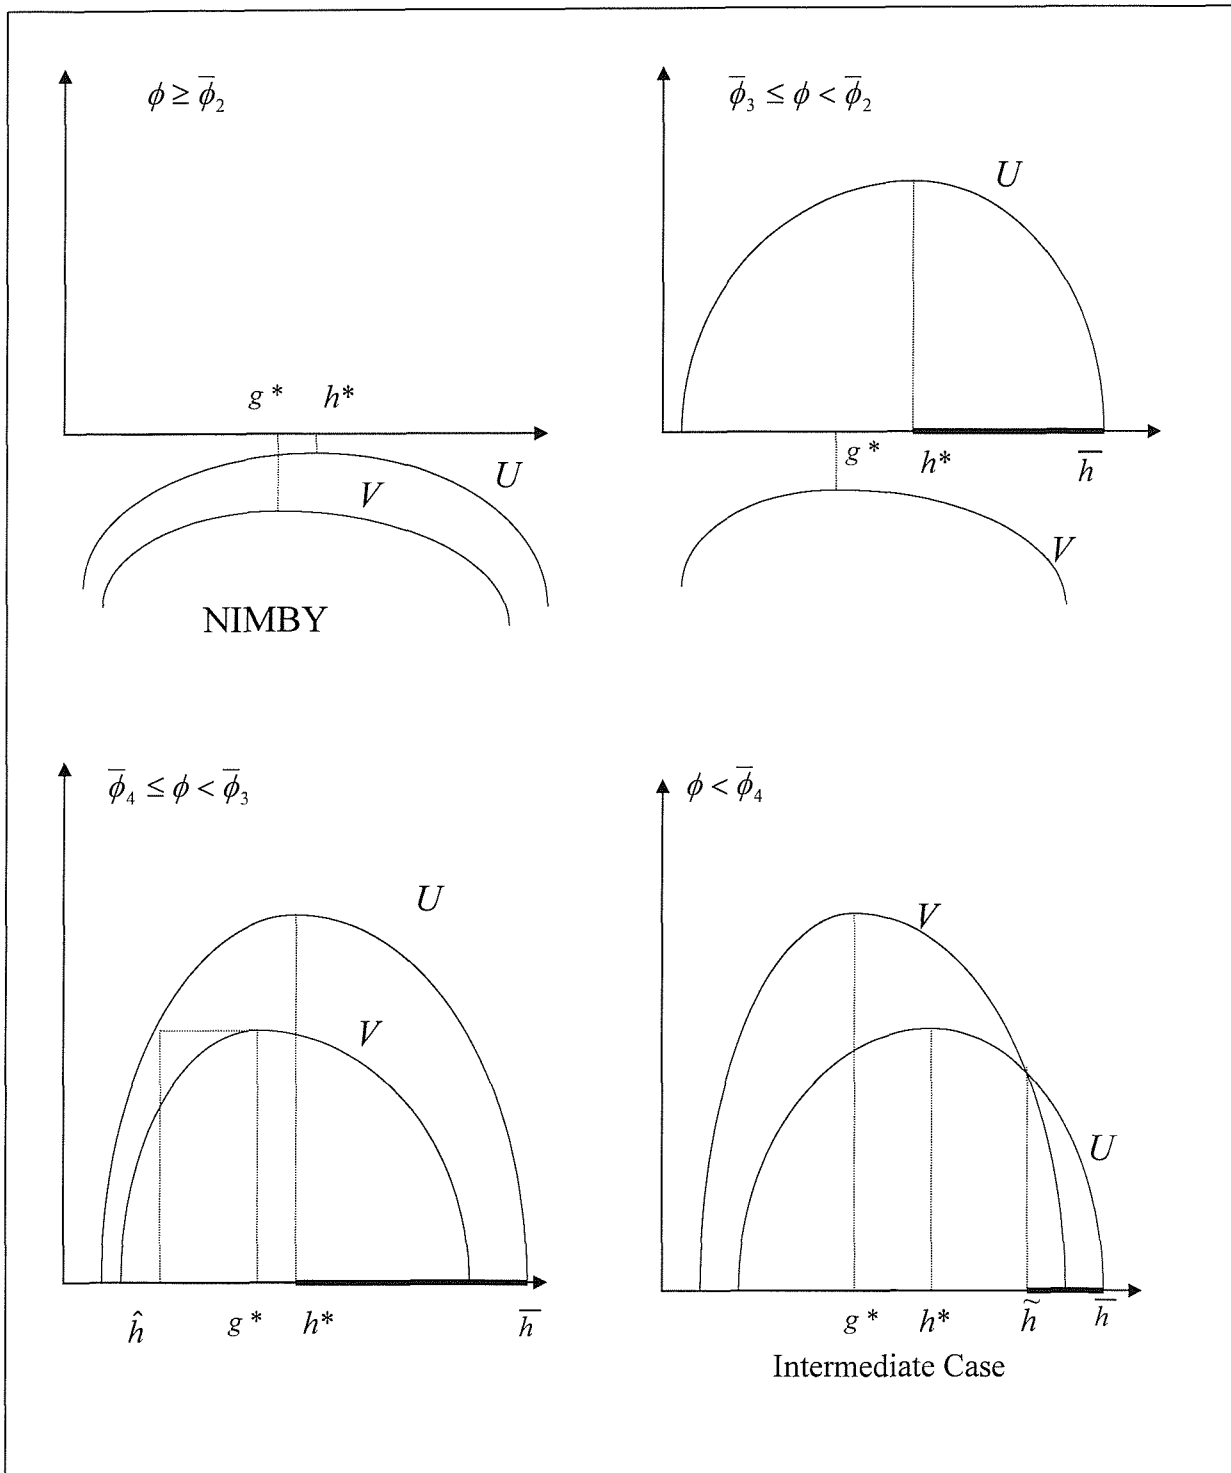 ϕ ≥ ϕ̄₂
g* h*
U
V
NIMBY
ϕ̄₃ ≤ ϕ < ϕ̄₂
U
g* h* h̄
V
ϕ̄₄ ≤ ϕ < ϕ̄₃
U
V
ĥ g* h* h̄
ϕ < ϕ̄₄
V
U
g* h* h̃ h̄
Intermediate Case